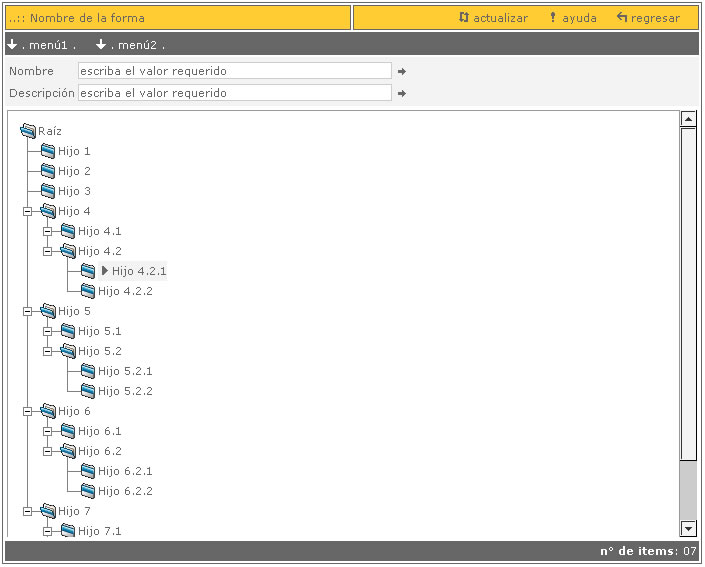 ..:: Nombre de la forma
actualizar ayuda regresar
. menú1 . . menú2 .
Nombre escriba el valor requerido
Descripción escriba el valor requerido
Raíz
Hijo 1
Hijo 2
Hijo 3
Hijo 4
Hijo 4.1
Hijo 4.2
Hijo 4.2.1
Hijo 4.2.2
Hijo 5
Hijo 5.1
Hijo 5.2
Hijo 5.2.1
Hijo 5.2.2
Hijo 6
Hijo 6.1
Hijo 6.2
Hijo 6.2.1
Hijo 6.2.2
Hijo 7
Hijo 7.1
n° de items: 07